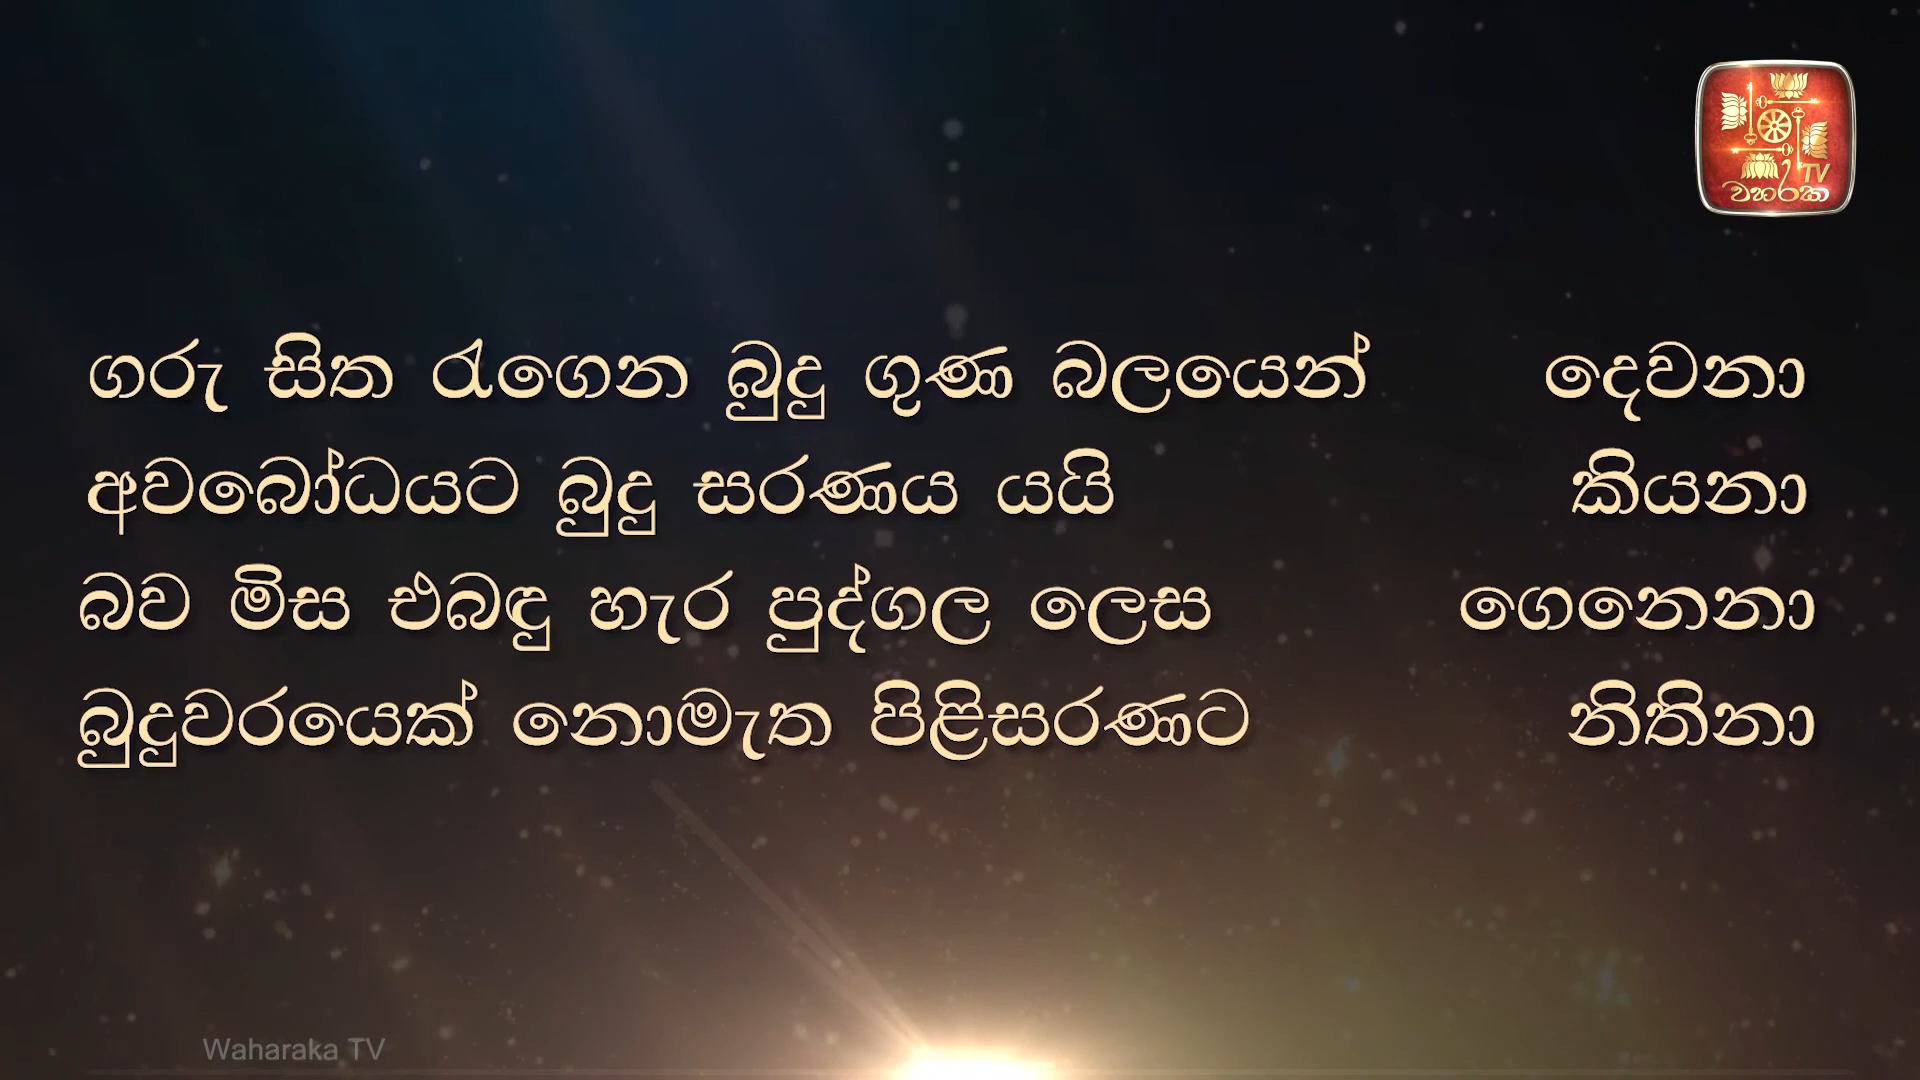 TV
වහරක
ගරු සිත රැගෙන බුදු ගුණ බලයෙන් දෙවනා
අවබෝධයට බුදු සරණය යයි කියනා
බව මිස එබඳු හැර පුද්ගල ලෙස ගෙනෙනා
බුදුවරයෙක් නොමැත පිළිසරණට නිතිනා
Waharaka TV